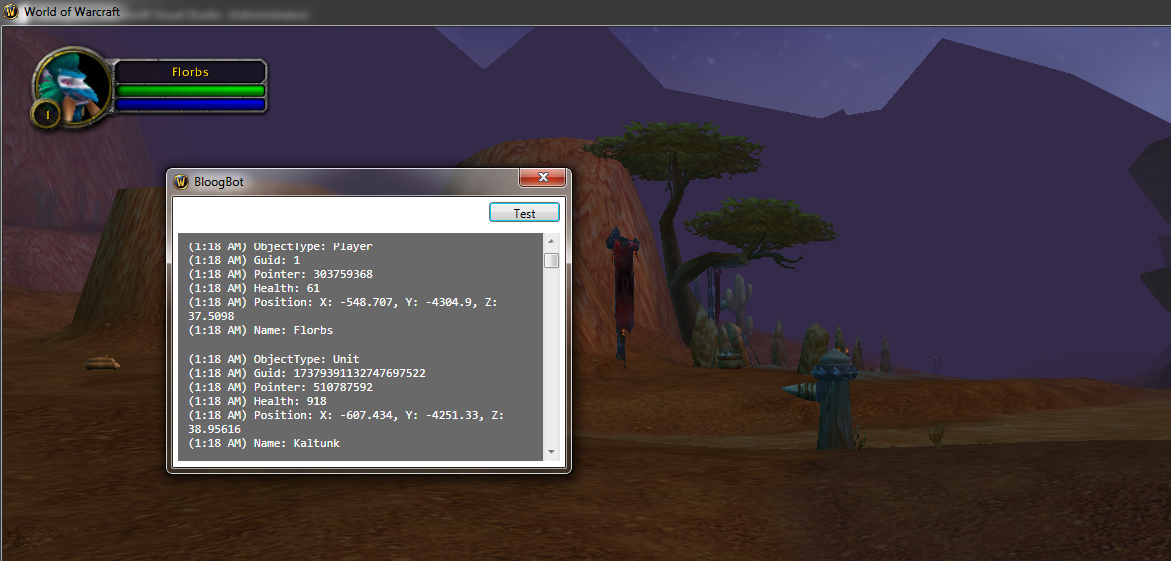 World of Warcraft
Florbs
1
BloogBot
Test
(1:18 AM) ObjectType: Player
(1:18 AM) Guid: 1
(1:18 AM) Pointer: 303759368
(1:18 AM) Health: 61
(1:18 AM) Position: X: -548.707, Y: -4304.9, Z:
37.5098
(1:18 AM) Name: Florbs
(1:18 AM) ObjectType: Unit
(1:18 AM) Guid: 17379391132747697522
(1:18 AM) Pointer: 510787592
(1:18 AM) Health: 918
(1:18 AM) Position: X: -607.434, Y: -4251.33, Z:
38.95616
(1:18 AM) Name: Kaltunk